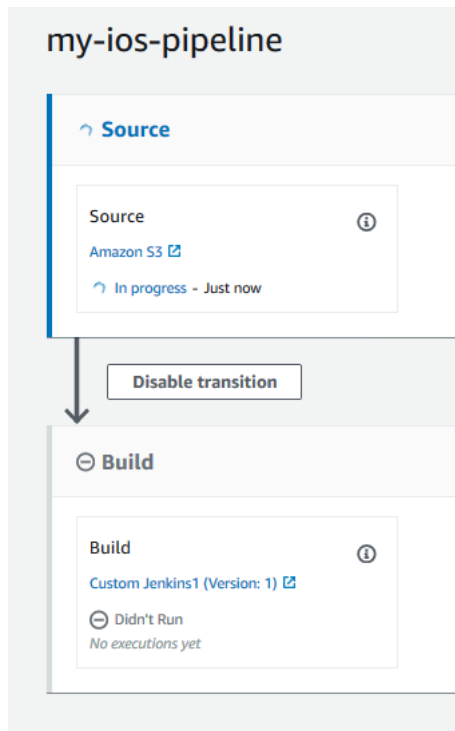 my-ios-pipeline
Source
Source
Amazon S3
In progress - Just now
Disable transition
Build
Build
Custom Jenkins1 (Version: 1)
Didn't Run
No executions yet